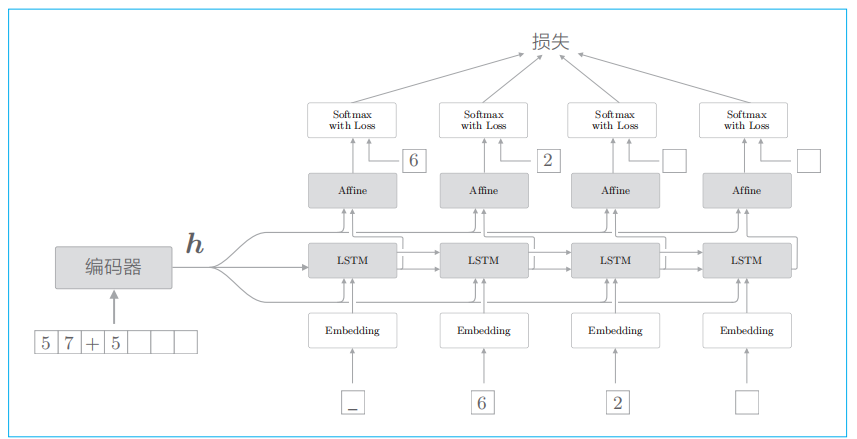 损失
Softmax with Loss
Softmax with Loss
Softmax with Loss
Softmax with Loss
6
2
Affine
Affine
Affine
Affine
h
编码器
LSTM
LSTM
LSTM
LSTM
5 7 + 5
Embedding
Embedding
Embedding
Embedding
_
6
2